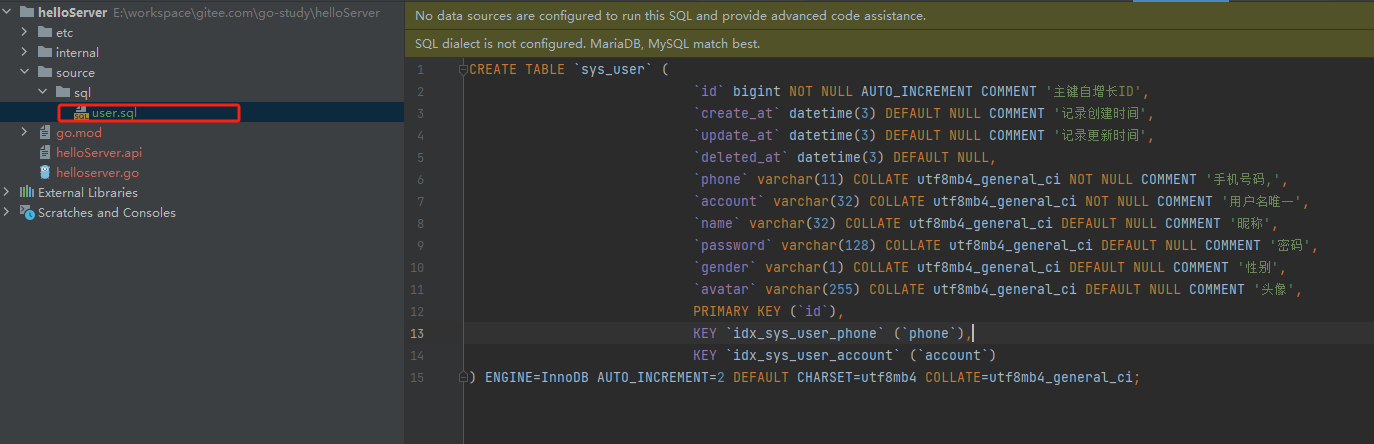 helloServer E:\workspace\gitee.com\go-study\helloServer
etc
internal
source
sql
user.sql
go.mod
helloServer.api
helloserver.go
External Libraries
Scratches and Consoles
No data sources are configured to run this SQL and provide advanced code assistance.
SQL dialect is not configured. MariaDB, MySQL match best.
1 CREATE TABLE `sys_user` (
2 `id` bigint NOT NULL AUTO_INCREMENT COMMENT '主键自增长ID',
3 `create_at` datetime(3) DEFAULT NULL COMMENT '记录创建时间',
4 `update_at` datetime(3) DEFAULT NULL COMMENT '记录更新时间',
5 `deleted_at` datetime(3) DEFAULT NULL,
6 `phone` varchar(11) COLLATE utf8mb4_general_ci NOT NULL COMMENT '手机号码,',
7 `account` varchar(32) COLLATE utf8mb4_general_ci NOT NULL COMMENT '用户名唯一',
8 `name` varchar(32) COLLATE utf8mb4_general_ci DEFAULT NULL COMMENT '昵称',
9 `password` varchar(128) COLLATE utf8mb4_general_ci DEFAULT NULL COMMENT '密码',
10 `gender` varchar(1) COLLATE utf8mb4_general_ci DEFAULT NULL COMMENT '性别',
11 `avatar` varchar(255) COLLATE utf8mb4_general_ci DEFAULT NULL COMMENT '头像',
12 PRIMARY KEY (`id`),
13 KEY `idx_sys_user_phone` (`phone`),
14 KEY `idx_sys_user_account` (`account`)
15 ) ENGINE=InnoDB AUTO_INCREMENT=2 DEFAULT CHARSET=utf8mb4 COLLATE=utf8mb4_general_ci;